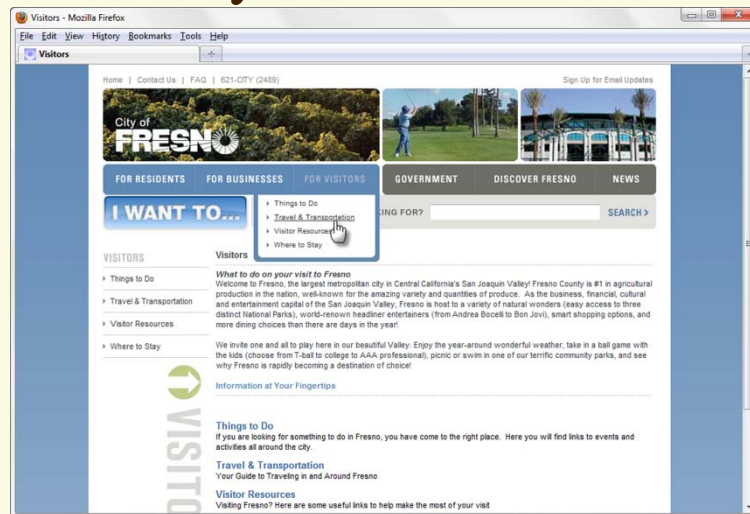 Visitors - Mozilla Firefox
File Edit View History Bookmarks Tools Help
Visitors
Home | Contact Us | FAQ | 621-CITY (2489)
Sign Up for Email Updates
City of
FRESNO
FOR RESIDENTS FOR BUSINESSES FOR VISITORS GOVERNMENT DISCOVER FRESNO NEWS
I WANT TO...
Things to Do
Travel & Transportation
Visitor Resources
Where to Stay
KING FOR?
SEARCH >
VISITORS
Things to Do
Travel & Transportation
Visitor Resources
Where to Stay
VISITO
Visitors
What to do on your visit to Fresno
Welcome to Fresno, the largest metropolitan city in Central California's San Joaquin Valley! Fresno County is #1 in agricultural
production in the nation, well-known for the amazing variety and quantities of produce. As the business, financial, cultural
and entertainment capital of the San Joaquin Valley, Fresno is host to a variety of natural wonders (easy access to three
distinct National Parks), world-renown headliner entertainers (from Andrea Bocelli to Bon Jovi), smart shopping options, and
more dining choices than there are days in the year!
We invite one and all to play here in our beautiful Valley. Enjoy the year-around wonderful weather, take in a ball game with
the kids (choose from T-ball to college to AAA professional), picnic or swim in one of our terrific community parks, and see
why Fresno is rapidly becoming a destination of choice!
Information at Your Fingertips
Things to Do
If you are looking for something to do in Fresno, you have come to the right place. Here you will find links to events and
activities all around the city.
Travel & Transportation
Your Guide to Traveling in and Around Fresno
Visitor Resources
Visiting Fresno? Here are some useful links to help make the most of your visit